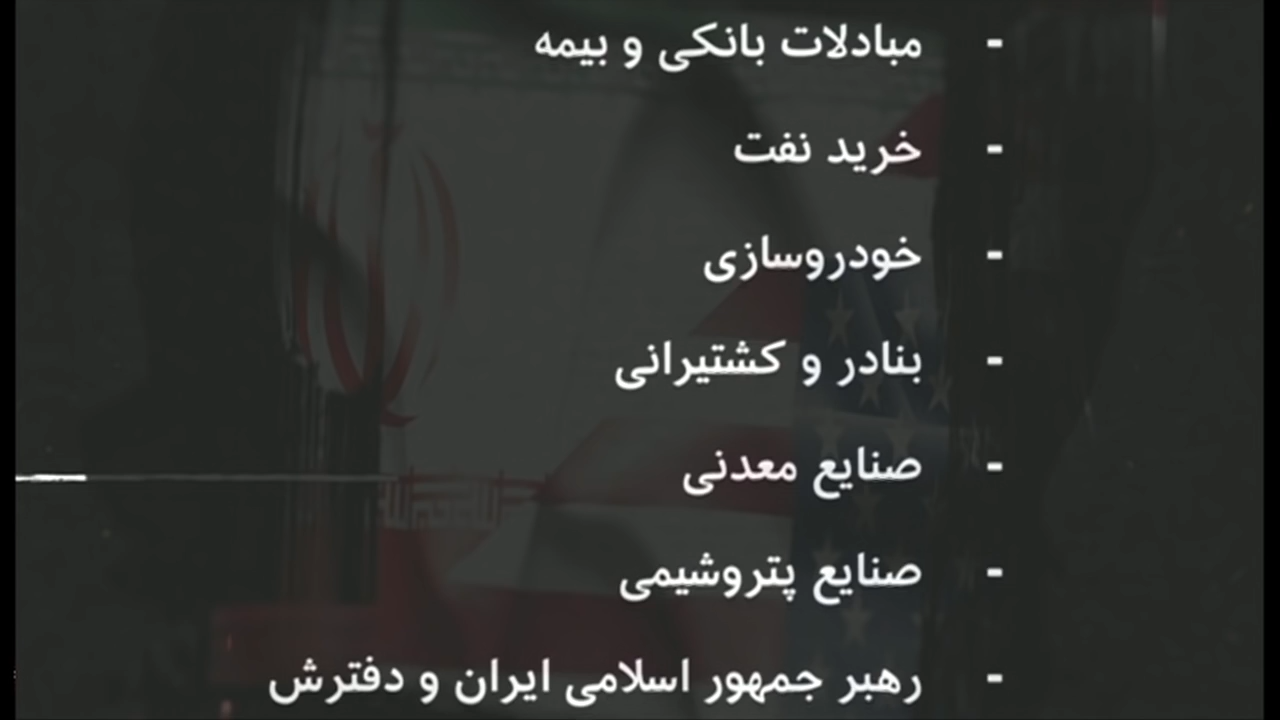 - مبادلات بانکی و بیمه
- خرید نفت
- خودروسازی
- بنادر و کشتیرانی
- صنایع معدنی
- صنایع پتروشیمی
- رهبر جمهور اسلامی ایران و دفترش